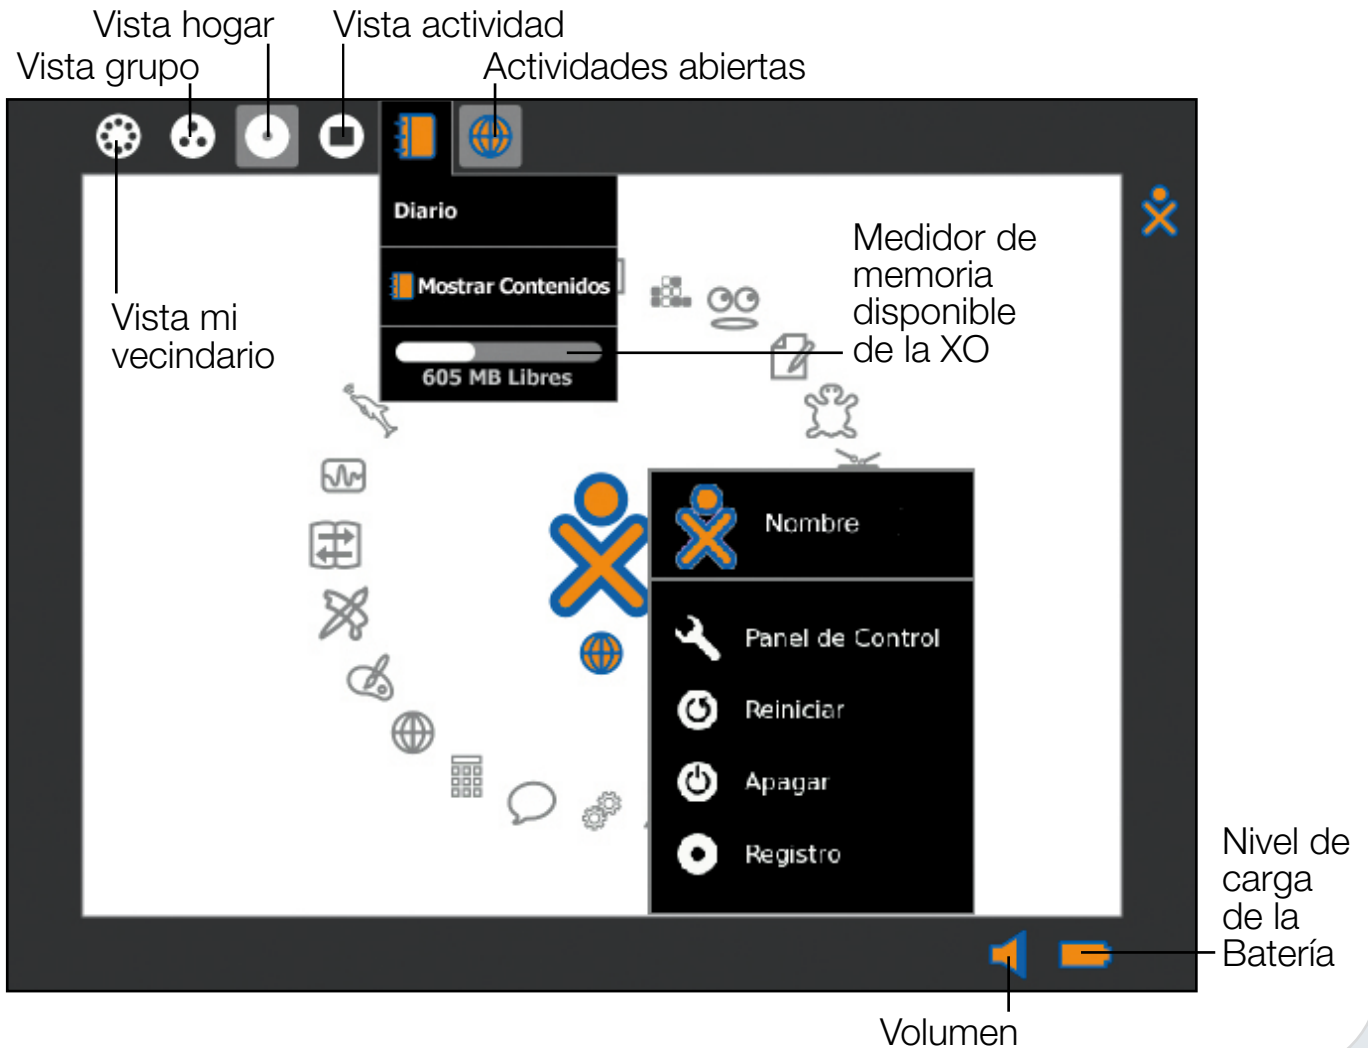 Vista hogar
Vista actividad
Vista grupo
Actividades abiertas
Diario
Mostrar Contenidos
605 MB Libres
Medidor de
memoria
disponible
de la XO
Vista mi
vecindario
Nombre
Panel de Control
Reiniciar
Apagar
Registro
Nivel de
carga
de la
Batería
Volumen